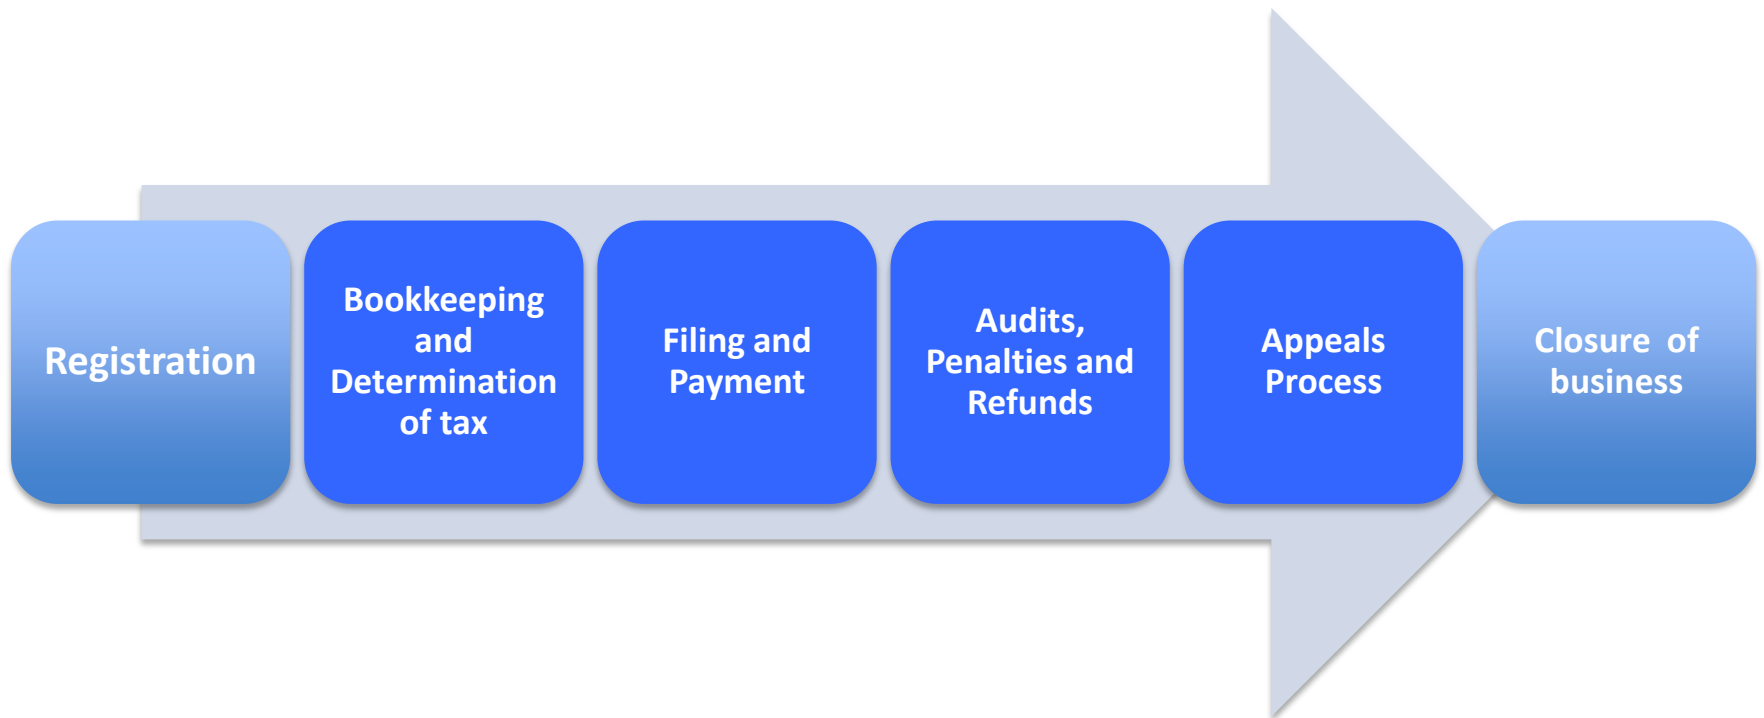 Registration
Bookkeeping
and
Determination
of tax
Filing and
Payment
Audits,
Penalties and
Refunds
Appeals
Process
Closure  of
business